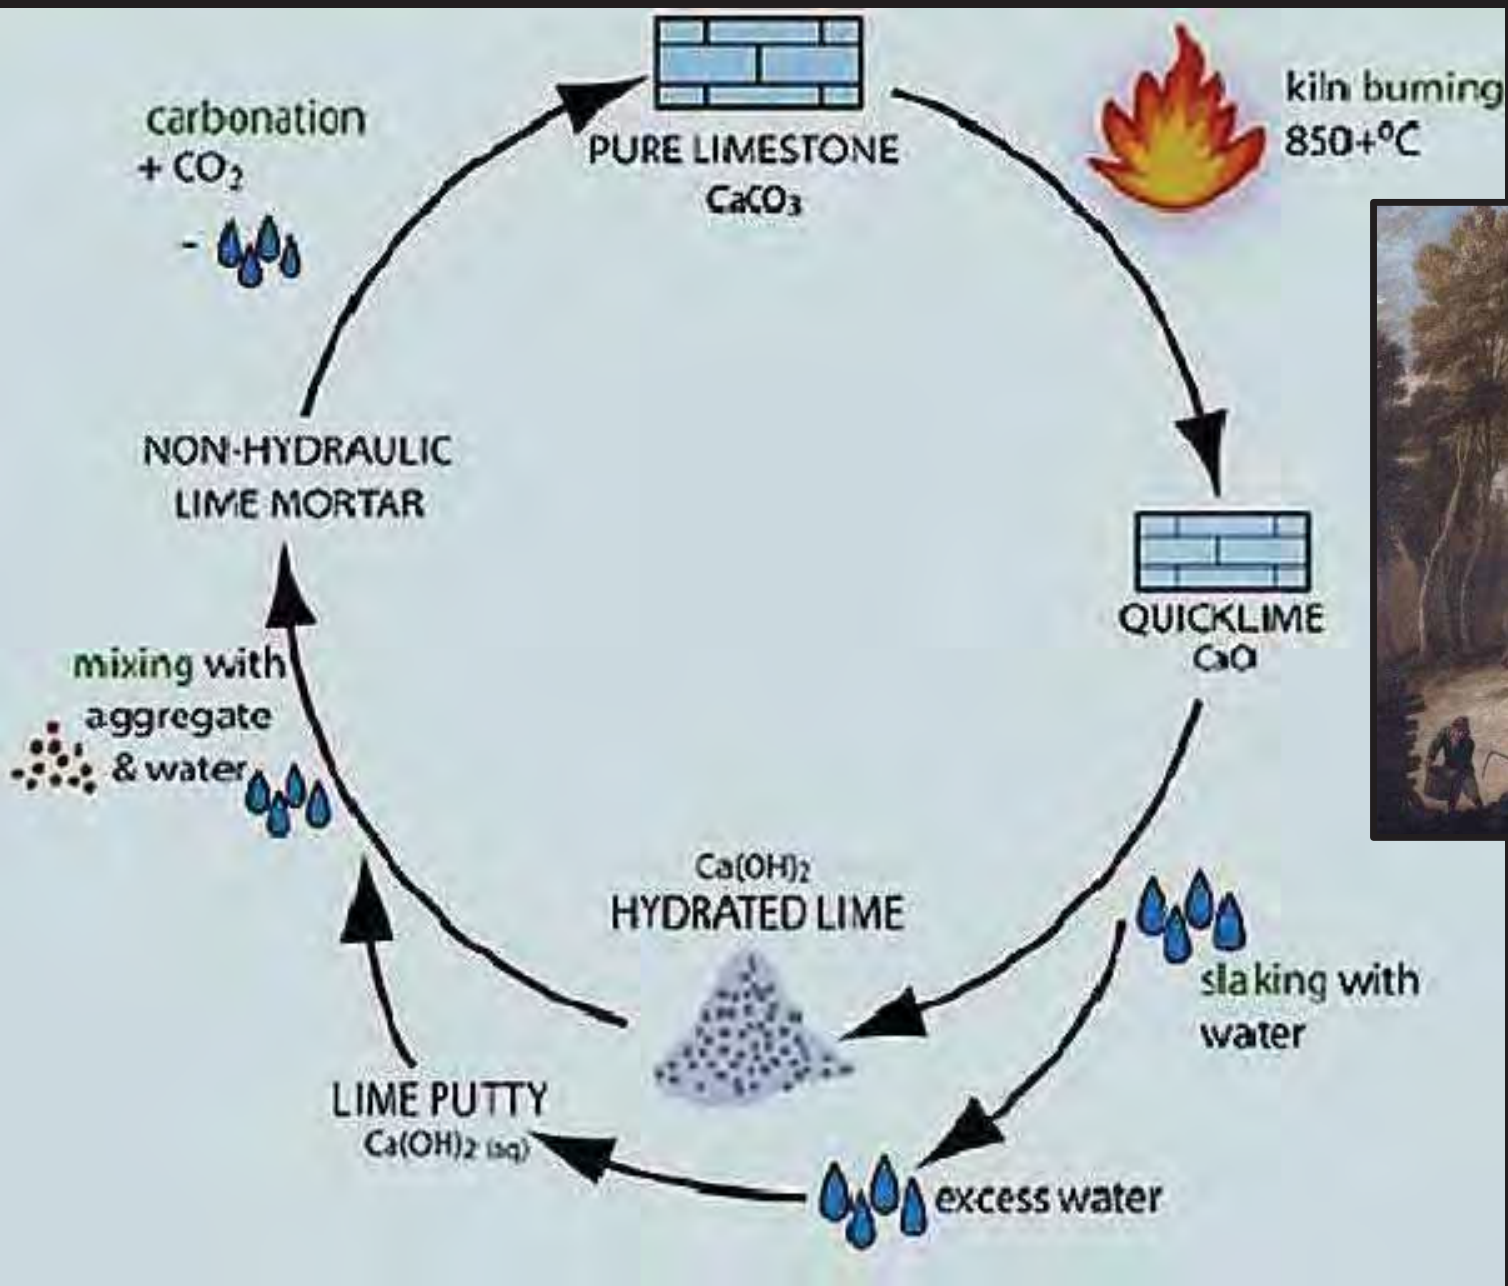 PURE LIMESTONE
CaCO₃
kiln burning
850+⁰C
QUICKLIME
CaO
slaking with
water
excess water
Ca(OH)₂
HYDRATED LIME
LIME PUTTY
Ca(OH)₂ (aq)
mixing with
aggregate
& water
NON-HYDRAULIC
LIME MORTAR
carbonation
+ CO₂
-